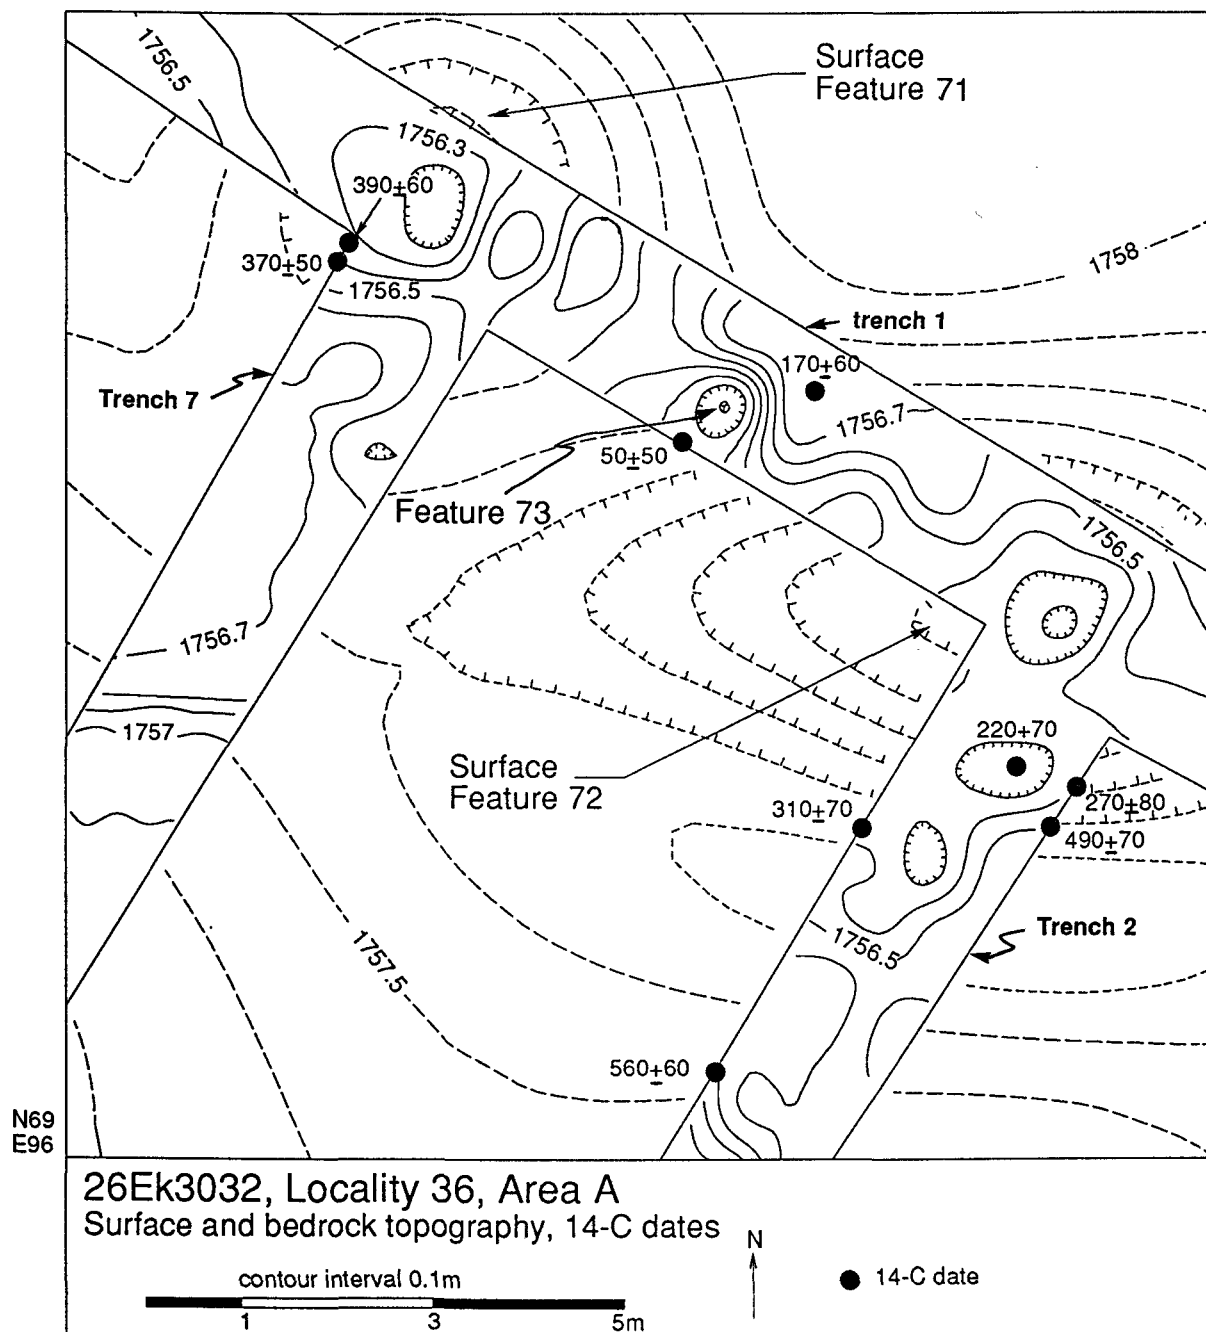 1756.5
Surface
Feature 71
1756.3
390±60
370±50
1756.5
1758
trench 1
170±60
Trench 7
1756.7
50±50
Feature 73
1756.5
1756.7
1757
220+70
Surface
Feature 72
310±70
270±80
490±70
1756.5
Trench 2
1757.5
560±60
N69
E96
26Ek3032, Locality 36, Area A
Surface and bedrock topography, 14-C dates
N
contour interval 0.1m
14-C date
1 3 5m